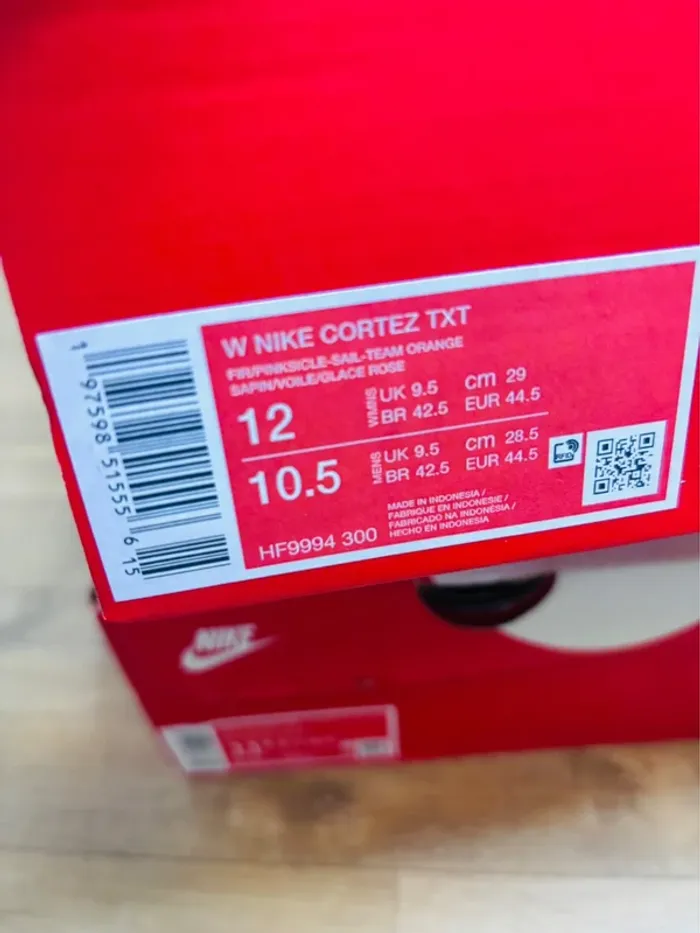 W NIKE CORTEZ TXT
FIR/PINKSICLE-SAIL-TEAM ORANGE
SAPIN/VOILE/GLACE ROSE
12 WMNS UK 9.5 cm 29
BR 42.5 EUR 44.5
10.5 MENS UK 9.5 cm 28.5
BR 42.5 EUR 44.5
MADE IN INDONESIA /
FABRIQUE EN INDONESIE /
FABRICADO NA INDONÉSIA /
HECHO EN INDONESIA
HF9994 300
RFID
1 97598 51555 6 15
NIKE